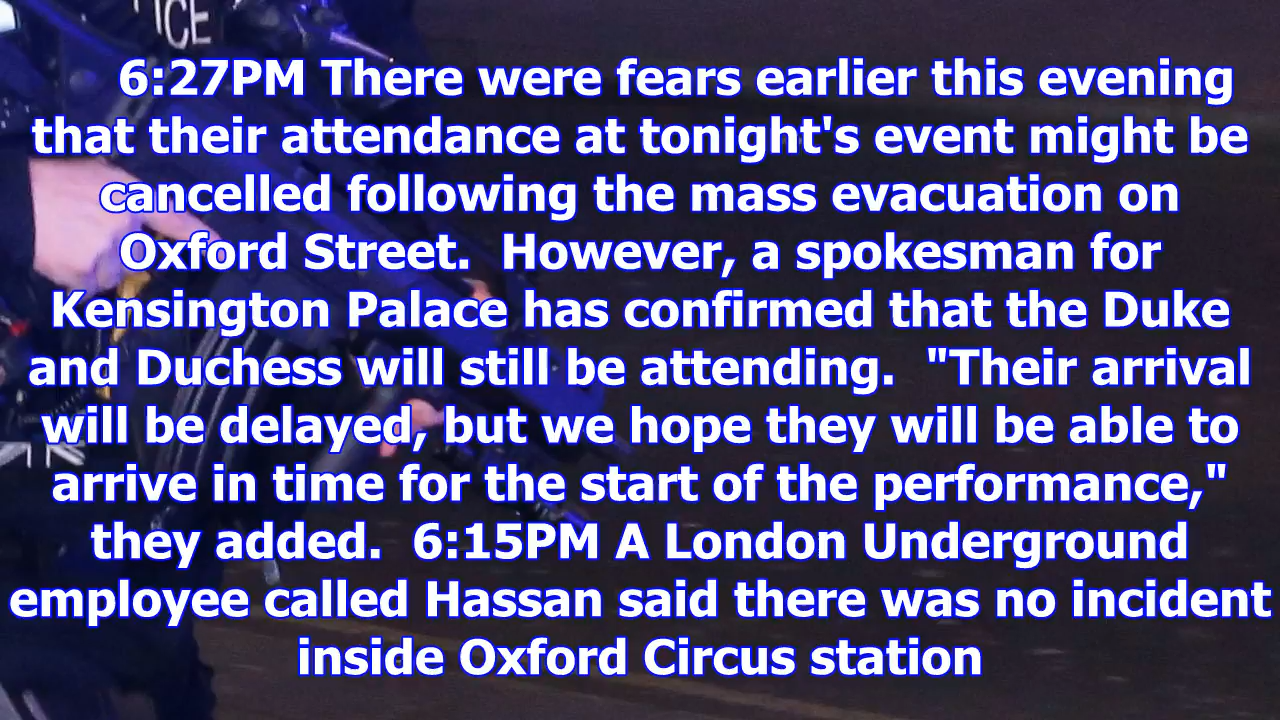 ICE
6:27PM There were fears earlier this evening
that their attendance at tonight's event might be
cancelled following the mass evacuation on
Oxford Street.  However, a spokesman for
Kensington Palace has confirmed that the Duke
and Duchess will still be attending.  "Their arrival
will be delayed, but we hope they will be able to
arrive in time for the start of the performance,"
they added.  6:15PM A London Underground
employee called Hassan said there was no incident
inside Oxford Circus station